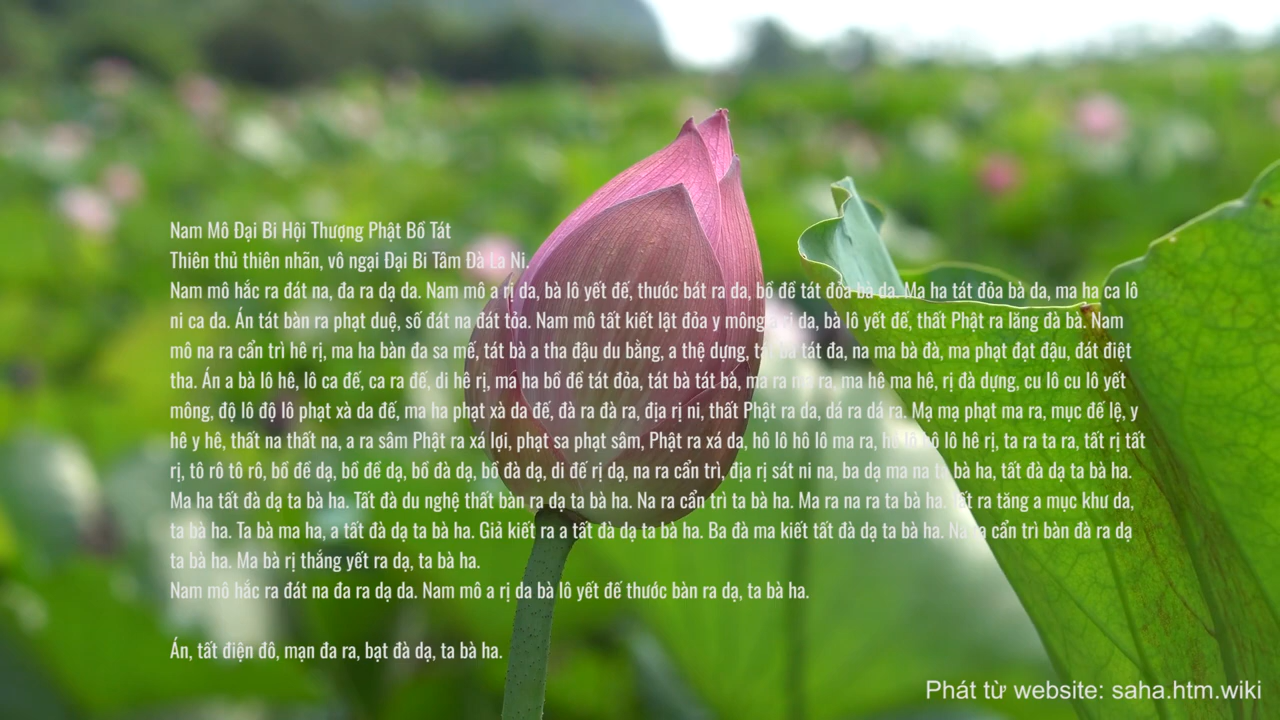 Nam Mô Đại Bi Hội Thượng Phật Bồ Tát
Thiên thủ thiên nhãn, vô ngại Đại Bi Tâm Đà La Ni.
Nam mô hắc ra đát na, đa ra dạ da. Nam mô a rị da, bà lô yết đế, thước bát ra da, bồ đề tát đỏa bà da. Ma ha tát đỏa bà da, ma ha ca lô
ni ca da. Án tát bàn ra phạt duệ, số đát na đát tỏa. Nam mô tất kiết lật đỏa y mông a rị da, bà lô yết đế, thất Phật ra lăng đà bà. Nam
mô na ra cẩn trì hê rị, ma ha bàn đa sa mế, tát bà a tha đậu du bằng, a thệ dựng, tát bà tát đa, na ma bà đà, ma phạt đạt đậu, đát điệt
tha. Án a bà lô hê, lô ca đế, ca ra đế, di hê rị, ma ha bồ đề tát đỏa, tát bà tát bá, ma ra ma ra, ma hê ma hê, rị đà dựng, cu lô cu lô yết
mông, độ lô độ lô phạt xà da đế, ma ha phạt xà da đế, đà ra đà ra, địa rị ni, thất Phật ra da, dá ra dá ra. Mạ mạ phạt ma ra, mục đế lệ, y
hê y hê, thất na thất na, a ra sâm Phật ra xá lợi, phạt sa phạt sâm, Phật ra xá da, hô lô hô lô ma ra, hô lô hô lô hê rị, ta ra ta ra, tất rị tất
rị, tô rô tô rô, bồ đề dạ, bồ đề dạ, bồ đà dạ, bồ đà dạ, di đế rị dạ, na ra cẩn trì, địa rị sát ni na, ba dạ ma na ta bà ha, tất đà dạ ta bà ha.
Ma ha tất đà dạ ta bà ha. Tất đà du nghệ thất bàn ra dạ ta bà ha. Na ra cẩn trì ta bà ha. Ma ra na ra ta bà ha. Tất ra tăng a mục khư da,
ta bà ha. Ta bà ma ha, a tất đà dạ ta bà ha. Giả kiết ra a tất đà dạ ta bà ha. Ba đà ma kiết tất đà dạ ta bà ha. Na ra cẩn trì bàn đà ra dạ
ta bà ha. Ma bà rị thắng yết ra dạ, ta bà ha.
Nam mô hắc ra đát na đa ra dạ da. Nam mô a rị da bà lô yết đế thước bàn ra dạ, ta bà ha.
Án, tất điện đô, mạn đa ra, bạt đà dạ, ta bà ha.
Phát từ website: saha.htm.wiki